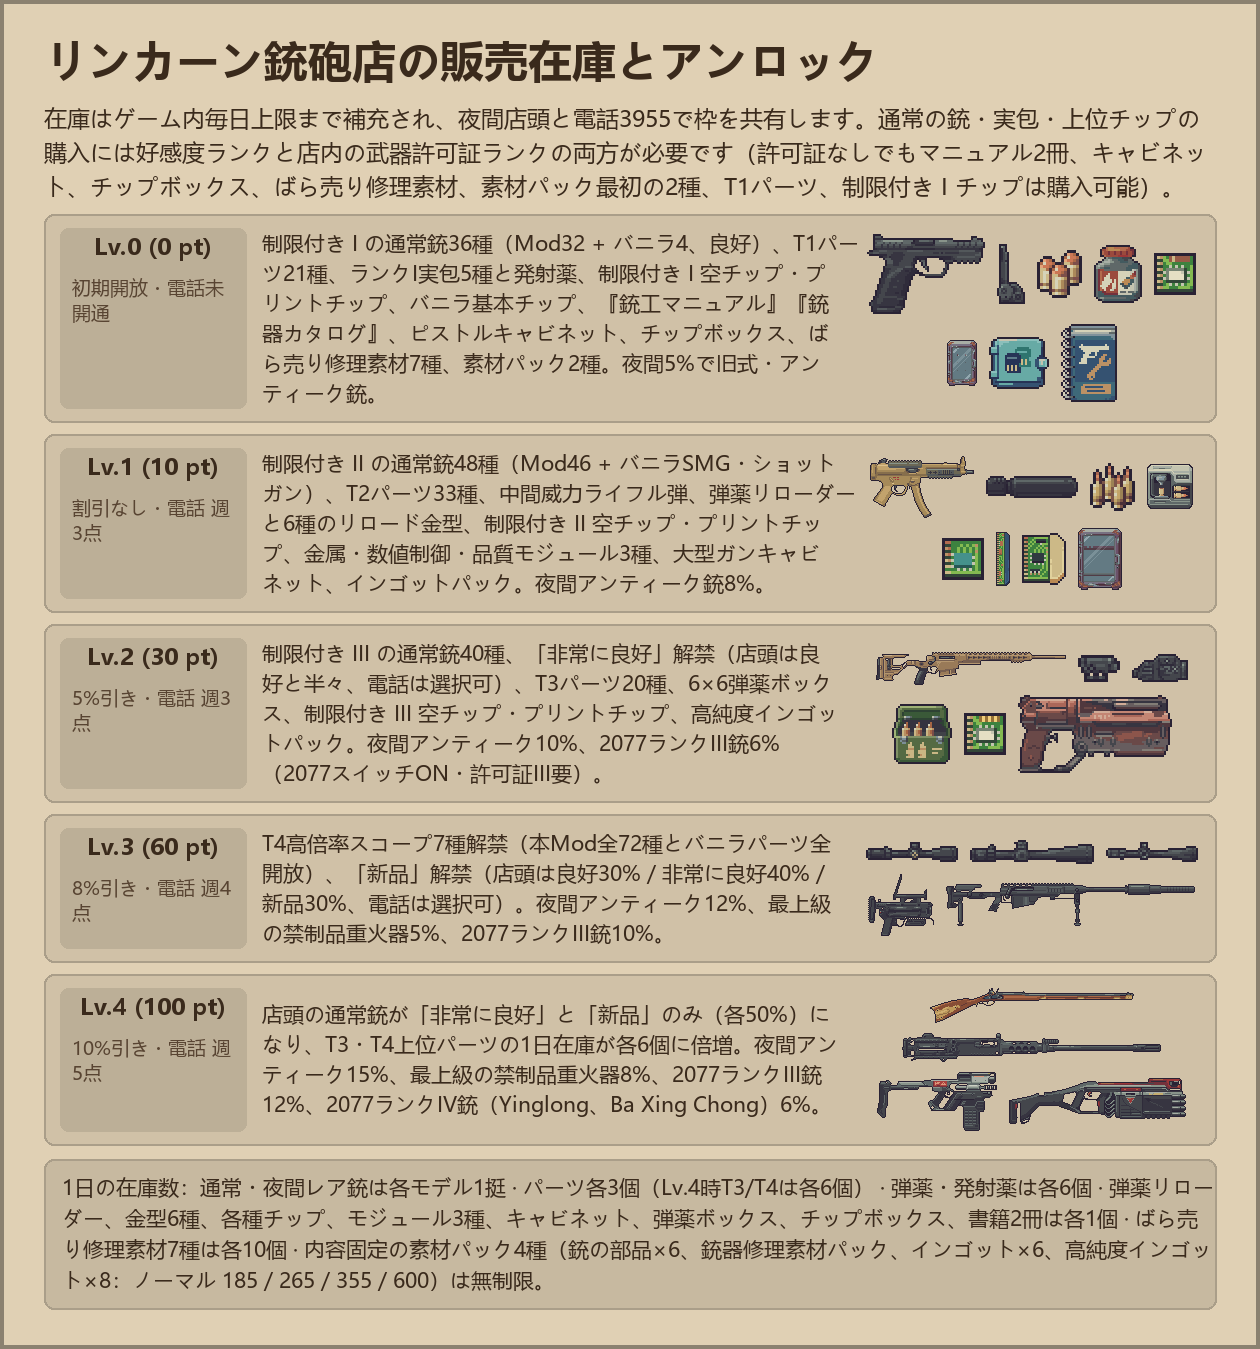 リンカーン銃砲店の販売在庫とアンロック
在庫はゲーム内毎日上限まで補充され、夜間店頭と電話3955で枠を共有します。通常の銃・実包・上位チップの
購入には好感度ランクと店内の武器許可証ランクの両方が必要です（許可証なしでもマニュアル2冊、キャビネッ
ト、チップボックス、ばら売り修理素材、素材パック最初の2種、T1パーツ、制限付き I チップは購入可能）。
Lv.0 (0 pt)
初期開放・電話未
開通
制限付き I の通常銃36種（Mod32 + バニラ4、良好）、T1パー
ツ21種、ランクI実包5種と発射薬、制限付き I 空チップ・プ
リントチップ、バニラ基本チップ、『銃工マニュアル』『銃
器カタログ』、ピストルキャビネット、チップボックス、ば
ら売り修理素材7種、素材パック2種。夜間5%で旧式・アン
ティーク銃。
Lv.1 (10 pt)
割引なし・電話 週
3点
制限付き II の通常銃48種（Mod46 + バニラSMG・ショット
ガン）、T2パーツ33種、中間威力ライフル弾、弾薬リローダー
と6種のリロード金型、制限付き II 空チップ・プリントチッ
プ、金属・数値制御・品質モジュール3種、大型ガンキャビ
ネット、インゴットパック。夜間アンティーク銃8%。
Lv.2 (30 pt)
5%引き・電話 週3
点
制限付き III の通常銃40種、「非常に良好」解禁（店頭は良
好と半々、電話は選択可）、T3パーツ20種、6×6弾薬ボック
ス、制限付き III 空チップ・プリントチップ、高純度インゴッ
トパック。夜間アンティーク10%、2077ランクIII銃6%
（2077スイッチON・許可証III要）。
Lv.3 (60 pt)
8%引き・電話 週4
点
T4高倍率スコープ7種解禁（本Mod全72種とバニラパーツ全
開放）、「新品」解禁（店頭は良好30% / 非常に良好40% /
新品30%、電話は選択可）。夜間アンティーク12%、最上級
の禁制品重火器5%、2077ランクIII銃10%。
Lv.4 (100 pt)
10%引き・電話 週
5点
店頭の通常銃が「非常に良好」と「新品」のみ（各50%）に
なり、T3・T4上位パーツの1日在庫が各6個に倍増。夜間アン
ティーク15%、最上級の禁制品重火器8%、2077ランクIII銃
12%、2077ランクIV銃（Yinglong、Ba Xing Chong）6%。
1日の在庫数：通常・夜間レア銃は各モデル1挺 · パーツ各3個（Lv.4時T3/T4は各6個） · 弾薬・発射薬は各6個 · 弾薬リロー
ダー、金型6種、各種チップ、モジュール3種、キャビネット、弾薬ボックス、チップボックス、書籍2冊は各1個 · ばら売
り修理素材7種は各10個 · 内容固定の素材パック4種（銃の部品×6、銃器修理素材パック、インゴット×6、高純度インゴッ
ト×8：ノーマル 185 / 265 / 355 / 600）は無制限。